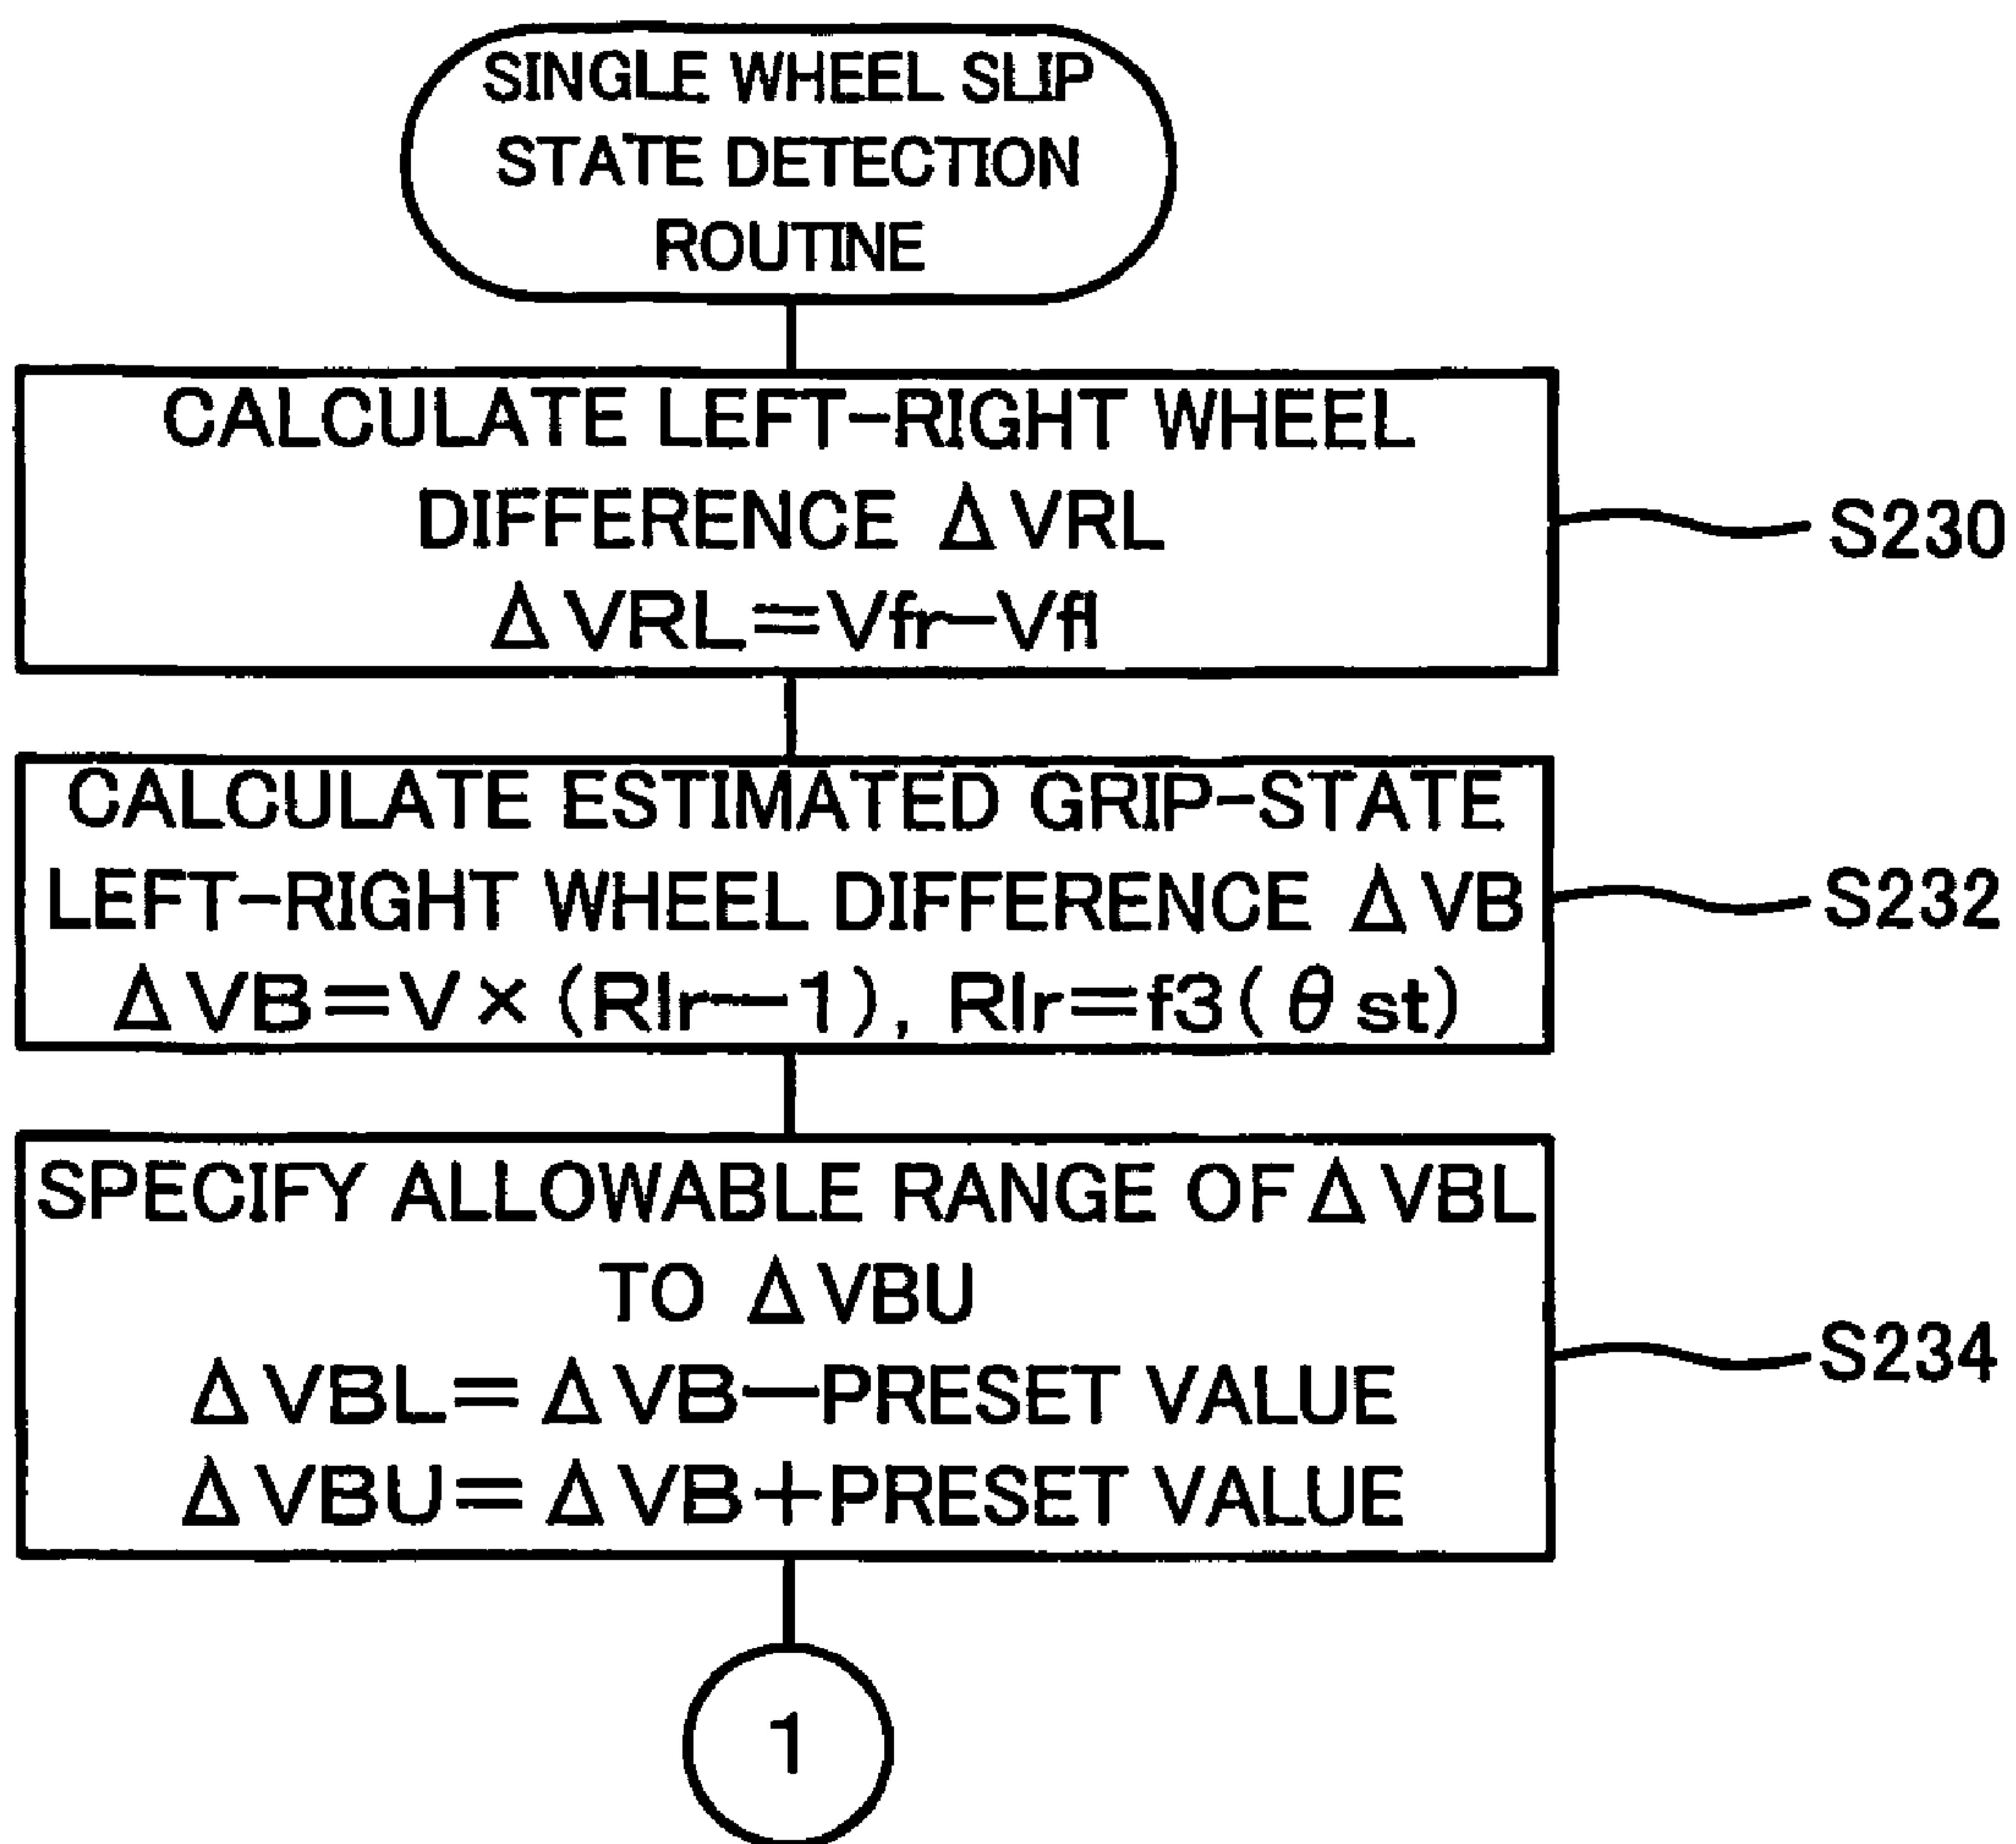 SINGLE WHEEL SLIP
STATE DETECTION
ROUTINE
CALCULATE LEFT-RIGHT WHEEL
DIFFERENCE ΔVRL
ΔVRL=Vfr-Vfl
S230
CALCULATE ESTIMATED GRIP-STATE
LEFT-RIGHT WHEEL DIFFERENCE ΔVB
ΔVB=V×(Rlr-1), Rlr=f3(θst)
S232
SPECIFY ALLOWABLE RANGE OF ΔVBL
TO ΔVBU
ΔVBL=ΔVB-PRESET VALUE
ΔVBU=ΔVB+PRESET VALUE
S234
1